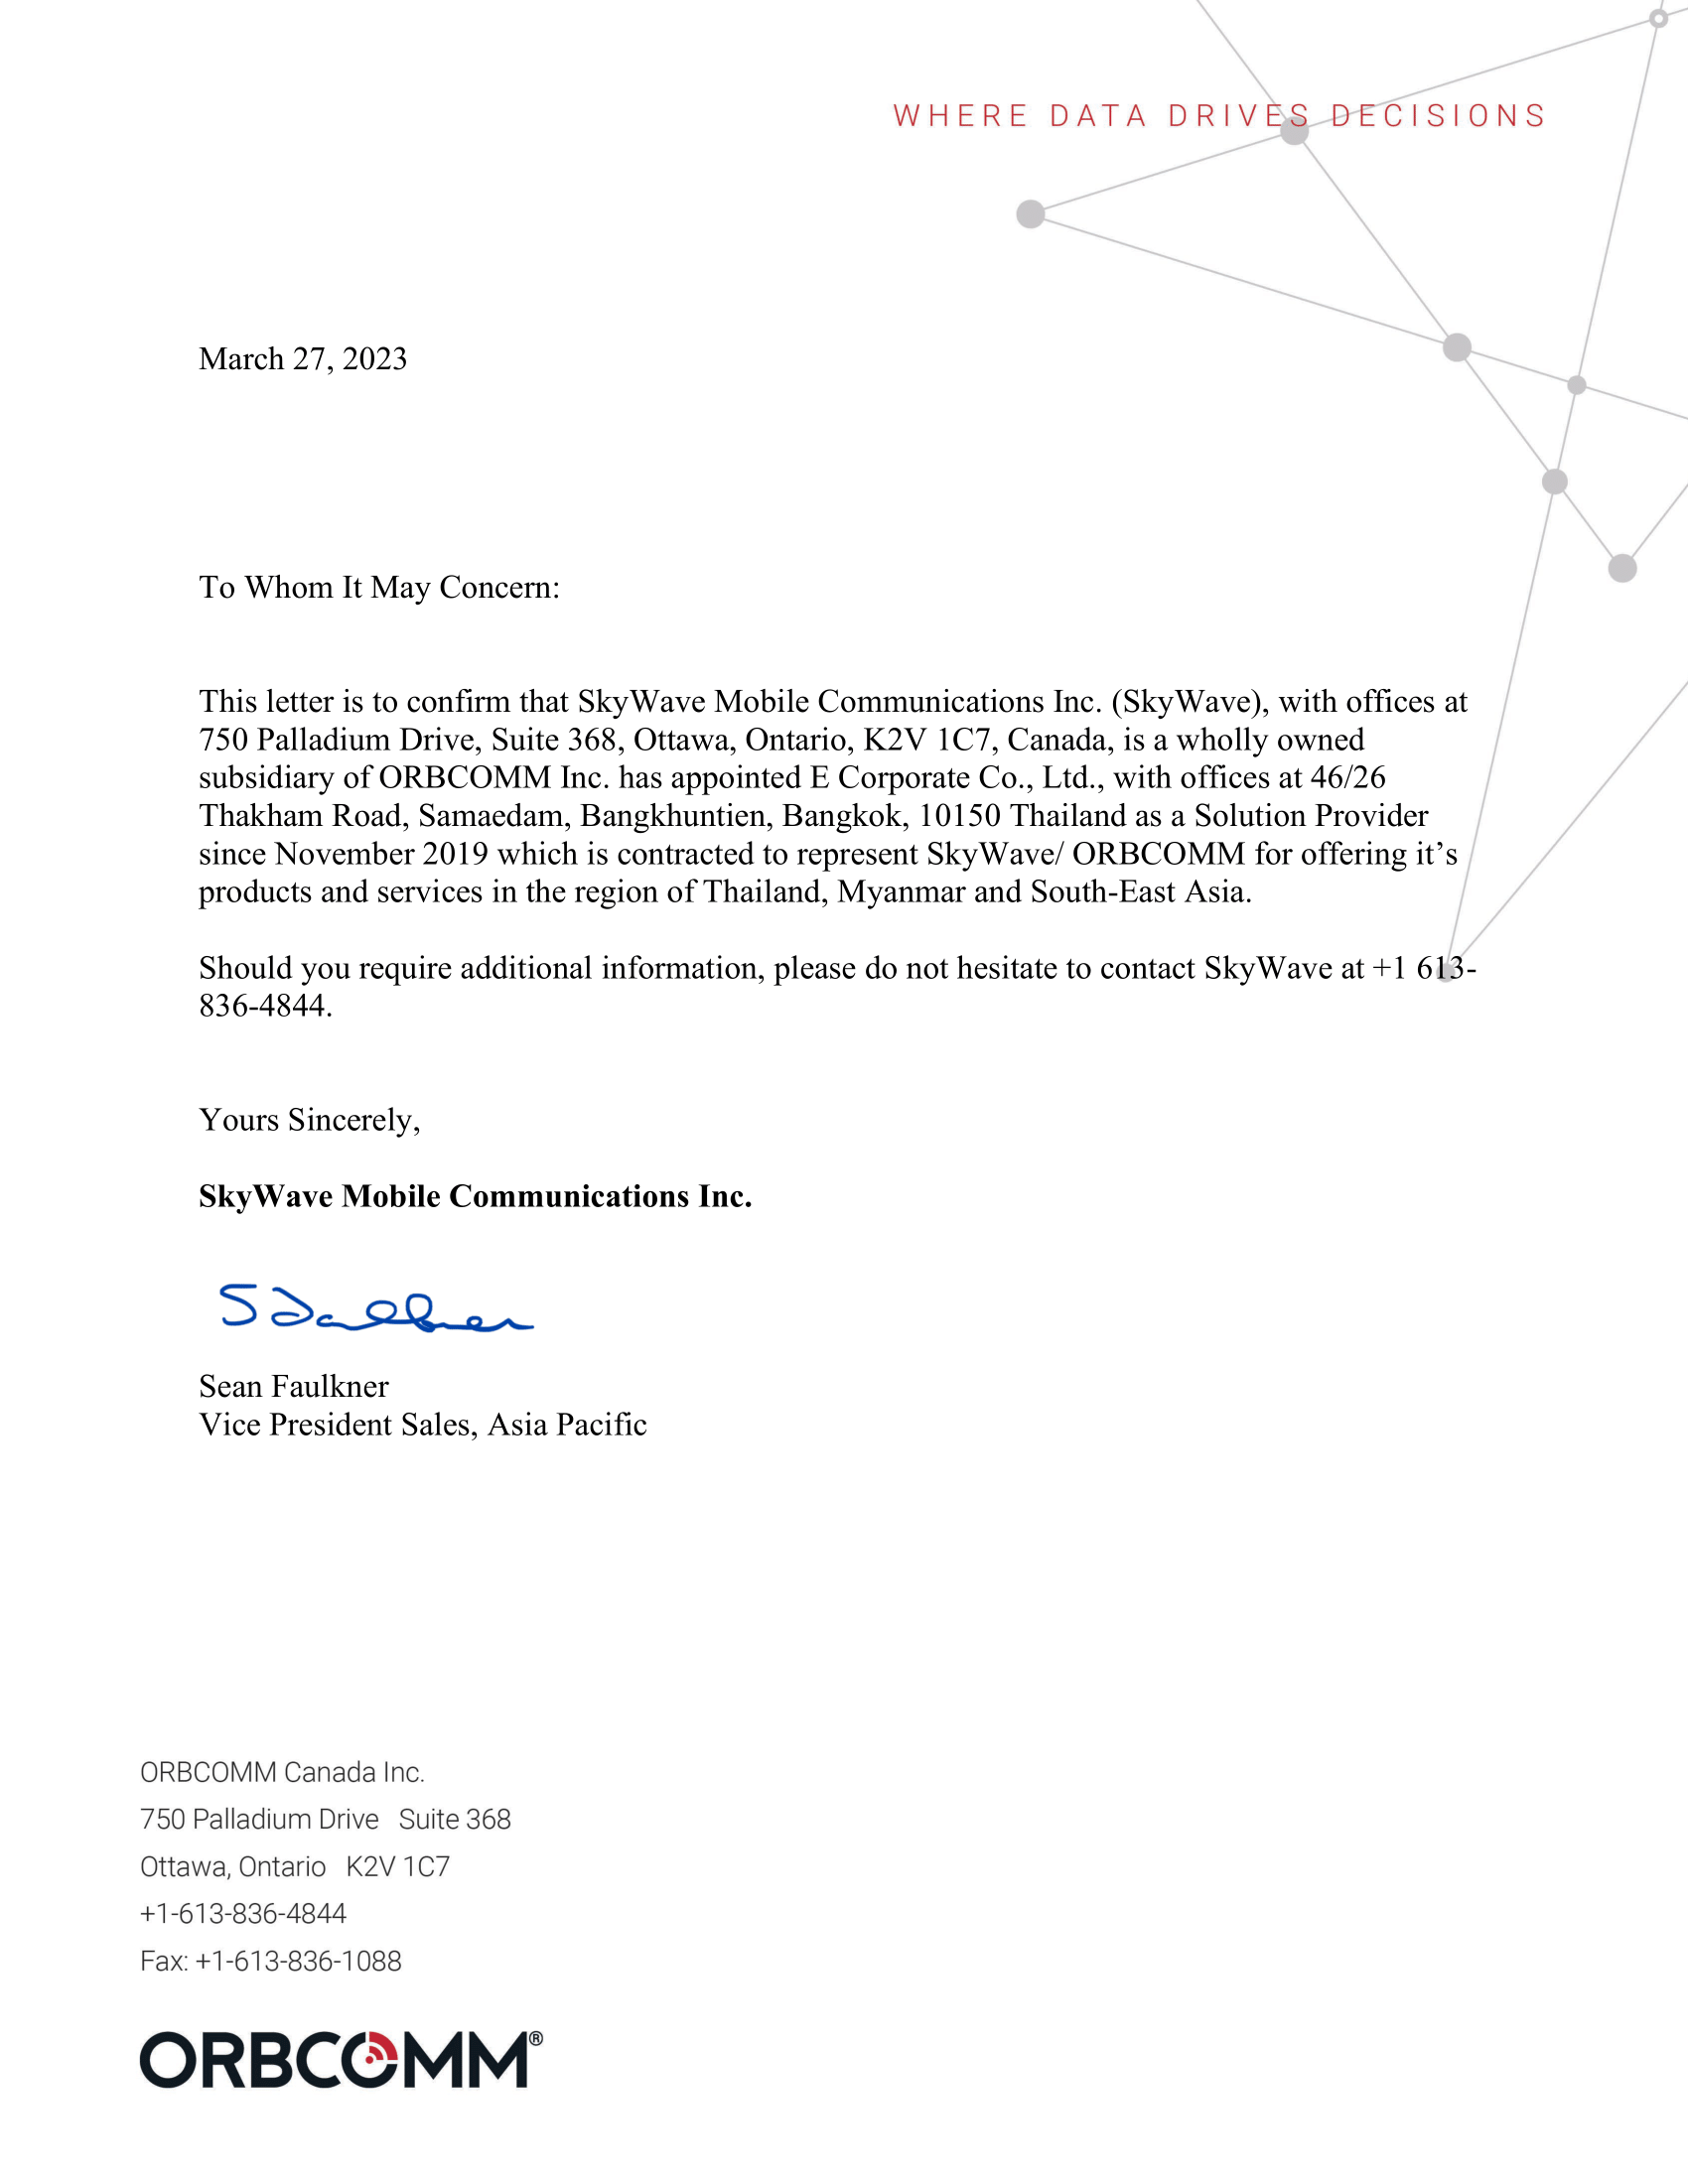 WHERE DATA DRIVES DECISIONS
March 27, 2023
To Whom It May Concern:
This letter is to confirm that SkyWave Mobile Communications Inc. (SkyWave), with offices at
750 Palladium Drive, Suite 368, Ottawa, Ontario, K2V 1C7, Canada, is a wholly owned
subsidiary of ORBCOMM Inc. has appointed E Corporate Co., Ltd., with offices at 46/26
Thakham Road, Samaedam, Bangkhuntien, Bangkok, 10150 Thailand as a Solution Provider
since November 2019 which is contracted to represent SkyWave/ ORBCOMM for offering it’s
products and services in the region of Thailand, Myanmar and South-East Asia.
Should you require additional information, please do not hesitate to contact SkyWave at +1 613-
836-4844.
Yours Sincerely,
SkyWave Mobile Communications Inc.
S Faulkner
Sean Faulkner
Vice President Sales, Asia Pacific
ORBCOMM Canada Inc.
750 Palladium Drive Suite 368
Ottawa, Ontario K2V 1C7
+1-613-836-4844
Fax: +1-613-836-1088
ORBCOMM®